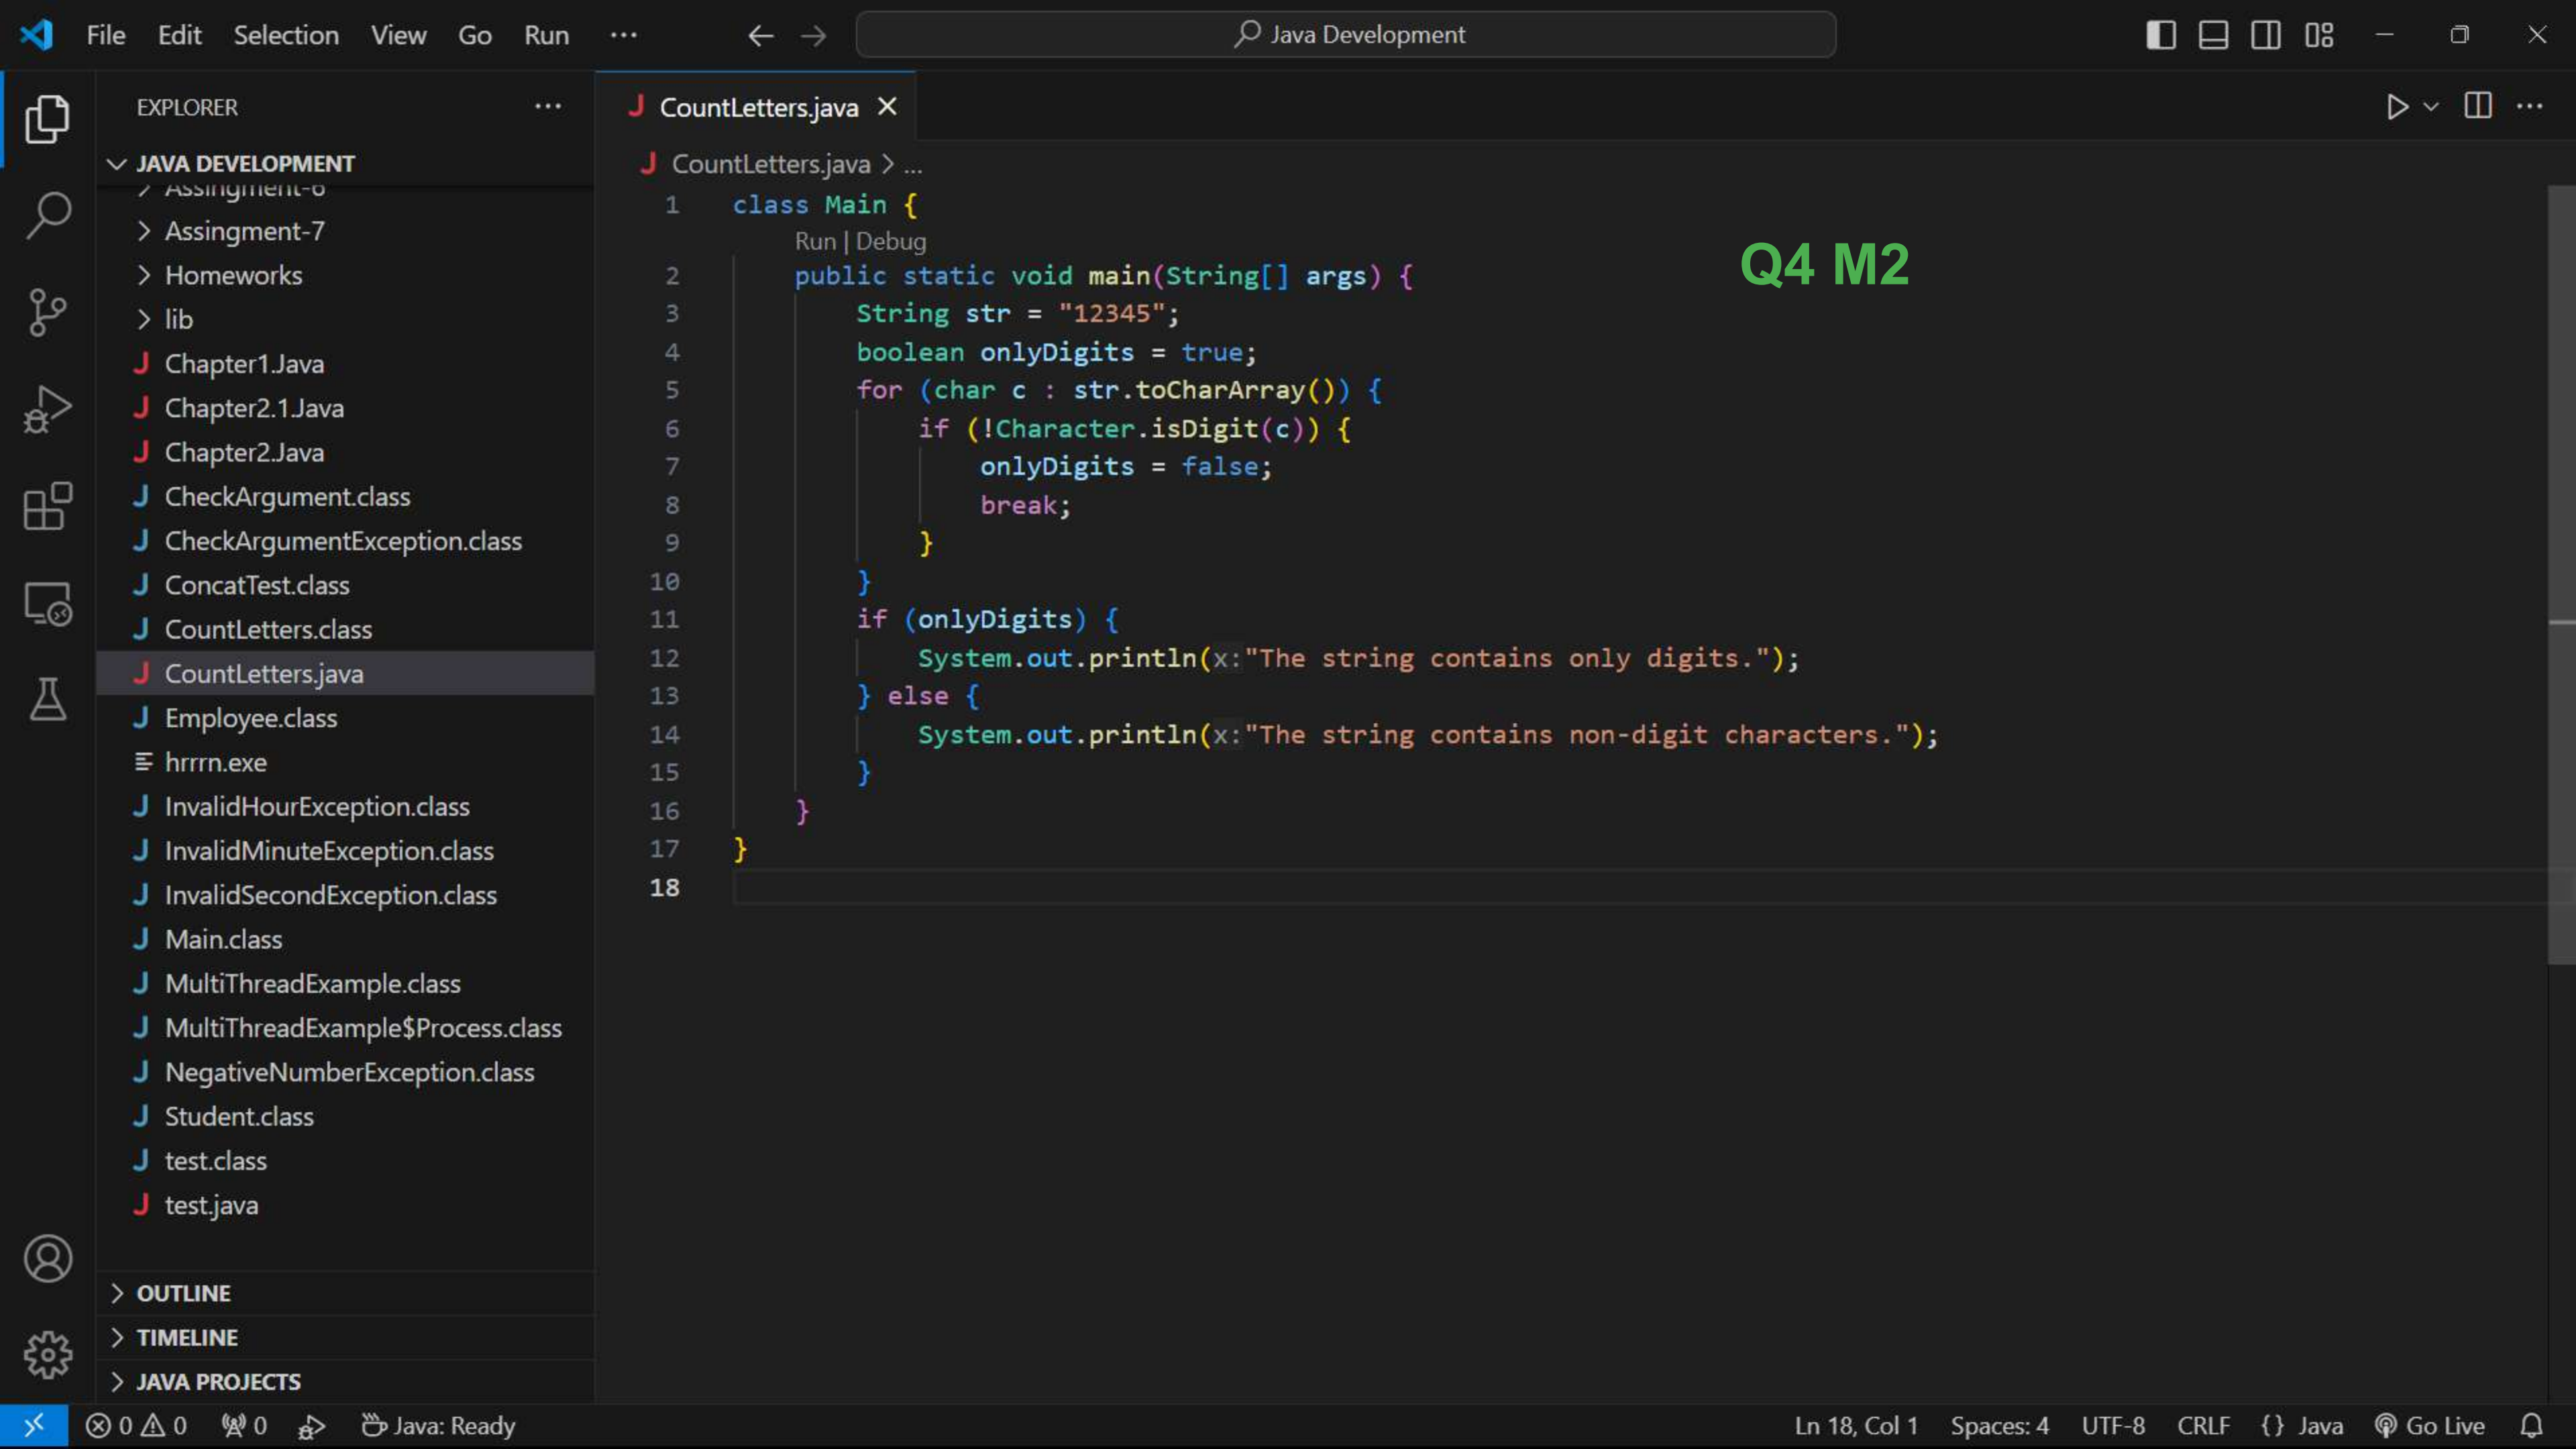 File Edit Selection View Go Run ... Java Development
EXPLORER ...
JAVA DEVELOPMENT
Assingment-6
Assingment-7
Homeworks
lib
J Chapter1.Java
J Chapter2.1.Java
J Chapter2.Java
J CheckArgument.class
J CheckArgumentException.class
J ConcatTest.class
J CountLetters.class
J CountLetters.java
J Employee.class
hrrrn.exe
J InvalidHourException.class
J InvalidMinuteException.class
J InvalidSecondException.class
J Main.class
J MultiThreadExample.class
J MultiThreadExample$Process.class
J NegativeNumberException.class
J Student.class
J test.class
J test.java
OUTLINE
TIMELINE
JAVA PROJECTS
J CountLetters.java
J CountLetters.java > ...
1 class Main {
Run | Debug
2 public static void main(String[] args) {
3 String str = "12345";
4 boolean onlyDigits = true;
5 for (char c : str.toCharArray()) {
6 if (!Character.isDigit(c)) {
7 onlyDigits = false;
8 break;
9 }
10 }
11 if (onlyDigits) {
12 System.out.println(x:"The string contains only digits.");
13 } else {
14 System.out.println(x:"The string contains non-digit characters.");
15 }
16 }
17 }
18
Q4 M2
0 0 0 Java: Ready Ln 18, Col 1 Spaces: 4 UTF-8 CRLF {} Java Go Live